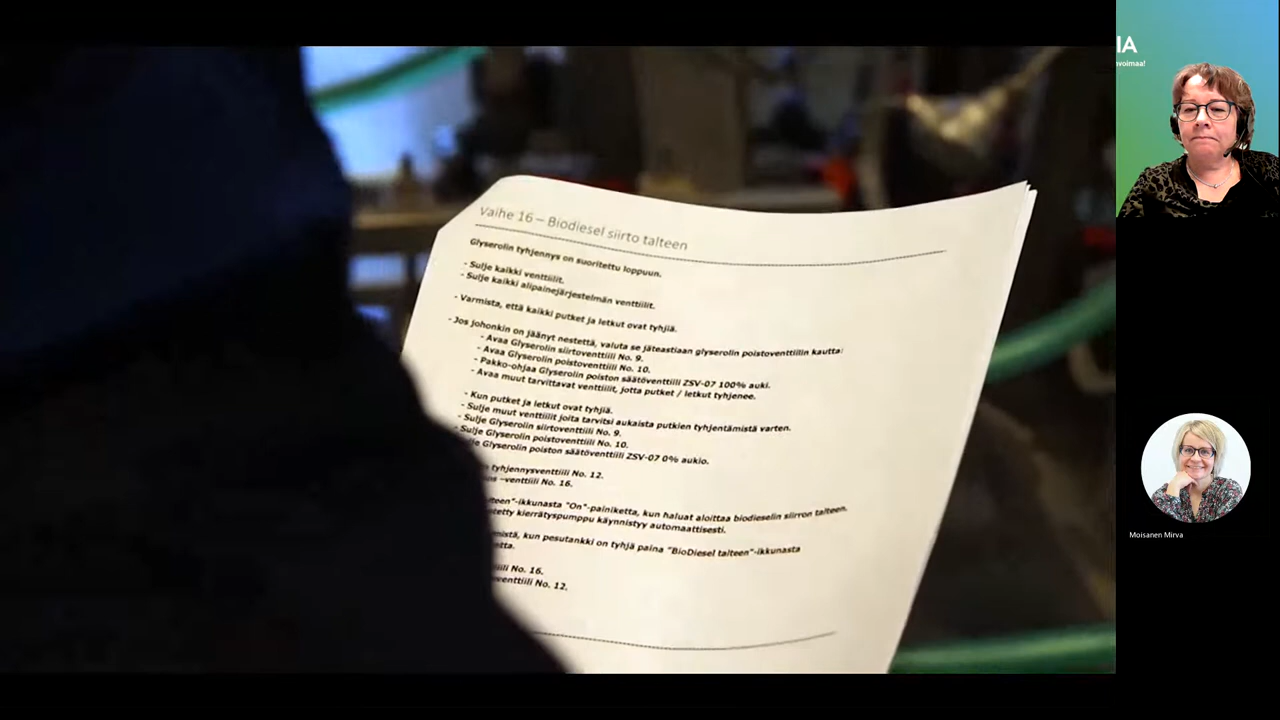 Vaihe 16 – Biodiesel siirto talteen
Glyserolin tyhjennys on suoritettu loppuun.
- Sulje kaikki venttiilit.
- Sulje kaikki alipainejärjestelmän venttiilit.
- Varmista, että kaikki putket ja letkut ovat tyhjiä.
- Jos johonkin on jäänyt nestettä, valuta se jäteastiaan glyserolin poistoventtiilin kautta:
- Avaa Glyserolin siirtoventtiili No. 9.
- Avaa Glyserolin poistoventtiili No. 10.
- Pakko-ohjaa Glyserolin poiston säätöventtiili ZSV-07 100% auki.
- Avaa muut tarvittavat venttiilit, jotta putket / letkut tyhjenee.
- Kun putket ja letkut ovat tyhjiä.
- Sulje muut venttiilit joita tarvitsi aukaista putkien tyhjentämistä varten.
- Sulje Glyserolin siirtoventtiili No. 9.
- Sulje Glyserolin poistoventtiili No. 10.
Glyserolin poiston säätöventtiili ZSV-07 0% aukio.
tyhjennysventtiili No. 12.
–venttiili No. 16.
"On"-painiketta, kun haluat aloittaa biodieselin siirron talteen.
kierrätyspumppu käynnistyy automaattisesti.
kun pesutankki on tyhjä paina "BioDiesel talteen"-ikkunasta
No. 16.
No. 12.
IA
voimaa!
Moisanen Mirva